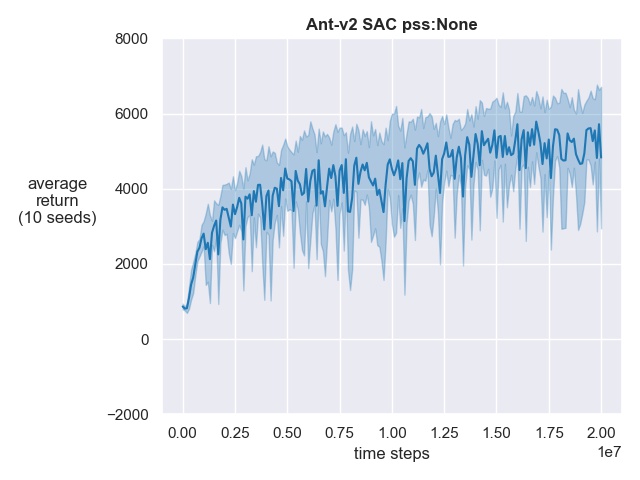 Ant-v2 SAC pss:None
8000
6000
4000
2000
0
−2000
average
return
(10 seeds)
0.00 0.25 0.50 0.75 1.00 1.25 1.50 1.75 2.00
1e7
time steps